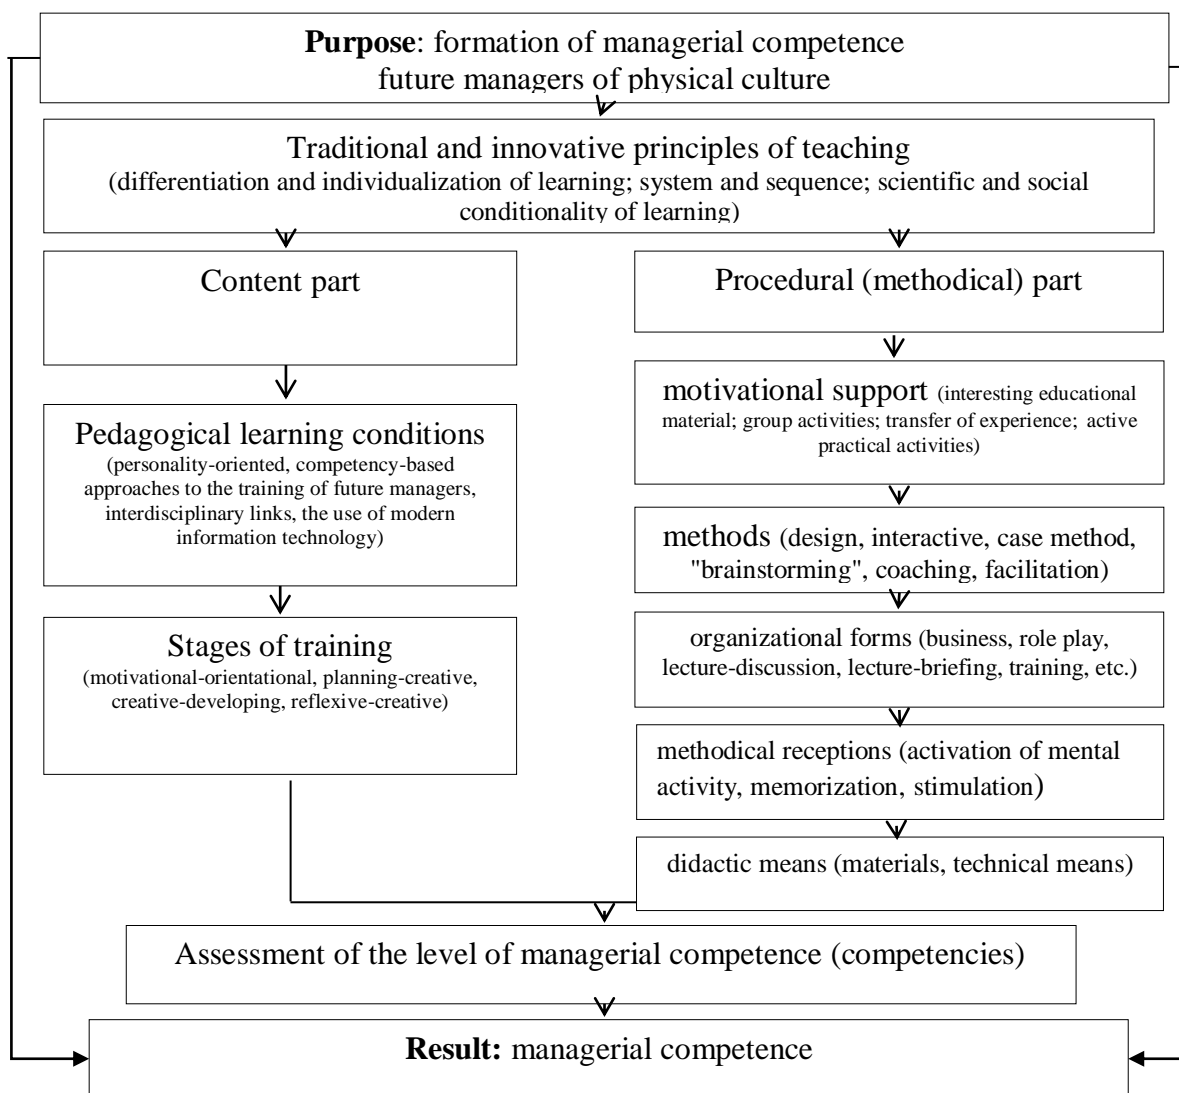 Purpose: formation of managerial competence
future managers of physical culture
Traditional and innovative principles of teaching
(differentiation and individualization of learning; system and sequence; scientific and social
conditionality of learning)
Content part
Pedagogical learning conditions
(personality-oriented, competency-based
approaches to the training of future managers,
interdisciplinary links, the use of modern
information technology)
Stages of training
(motivational-orientational, planning-creative,
creative-developing, reflexive-creative)
Procedural (methodical) part
motivational support (interesting educational
material; group activities; transfer of experience; active
practical activities)
methods (design, interactive, case method,
"brainstorming", coaching, facilitation)
organizational forms (business, role play,
lecture-discussion, lecture-briefing, training, etc.)
methodical receptions (activation of mental
activity, memorization, stimulation)
didactic means (materials, technical means)
Assessment of the level of managerial competence (competencies)
Result: managerial competence